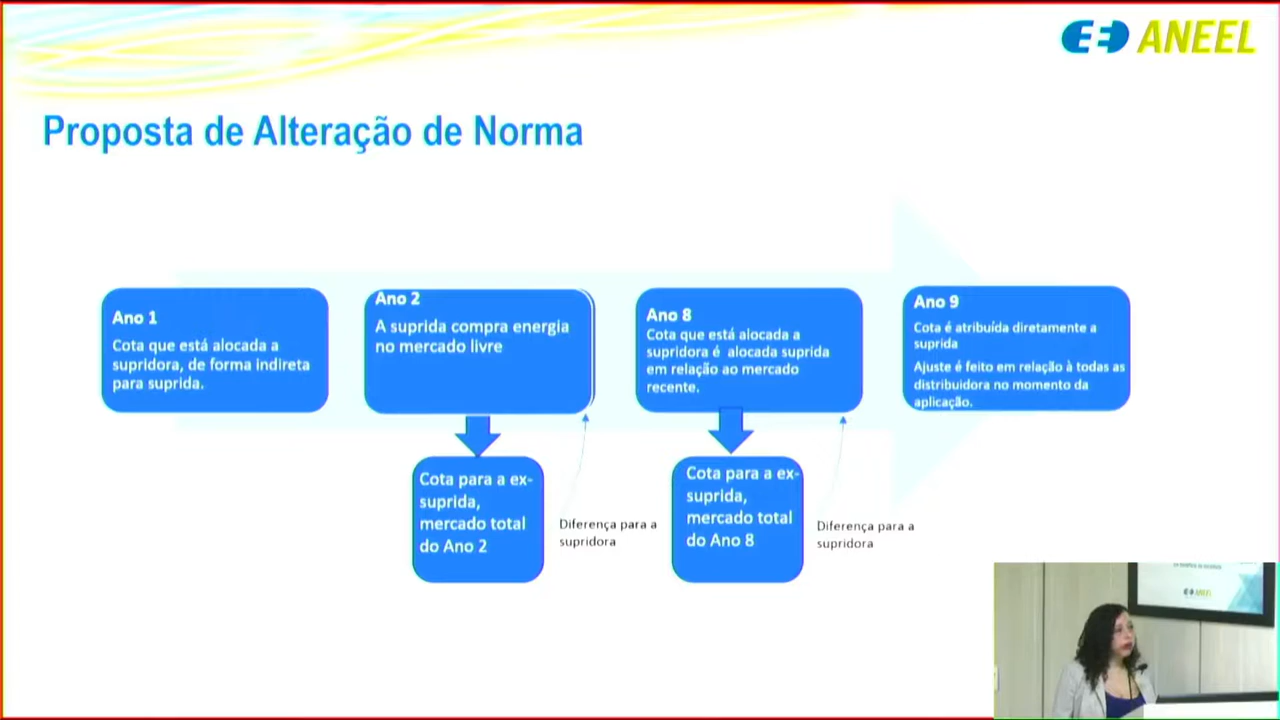 ANEEL
Proposta de Alteração de Norma
Ano 1
Cota que está alocada a
supridora, de forma indireta
para suprida.
Ano 2
A suprida compra energia
no mercado livre
Ano 8
Cota que está alocada a
supridora é alocada suprida
em relação ao mercado
recente.
Ano 9
Cota é atribuída diretamente a
suprida
Ajuste é feito em relação à todas as
distribuidora no momento da
aplicação.
Cota para a ex-
suprida,
mercado total
do Ano 2
Diferença para a
supridora
Cota para a ex-
suprida,
mercado total
do Ano 8
Diferença para a
supridora
ANEEL